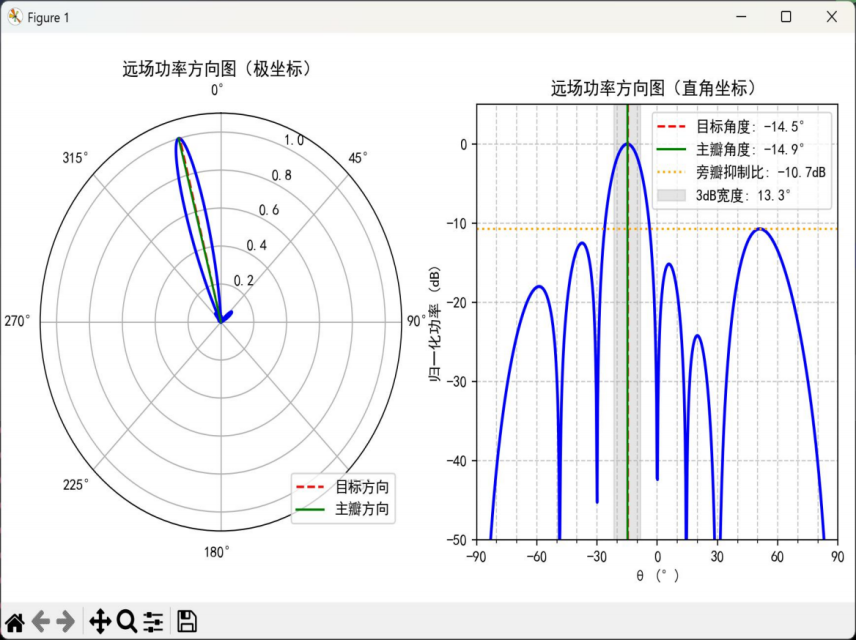 Figure 1
远场功率方向图（极坐标）
0°
315°
45°
1.0
0.8
0.6
0.4
0.2
270°
90°
225°
180°
目标方向
主瓣方向
远场功率方向图（直角坐标）
目标角度: -14.5°
主瓣角度: -14.9°
旁瓣抑制比: -10.7dB
3dB宽度: 13.3°
归一化功率 (dB)
0
-10
-20
-30
-40
-50
-90
-60
-30
0
30
60
90
θ (°)